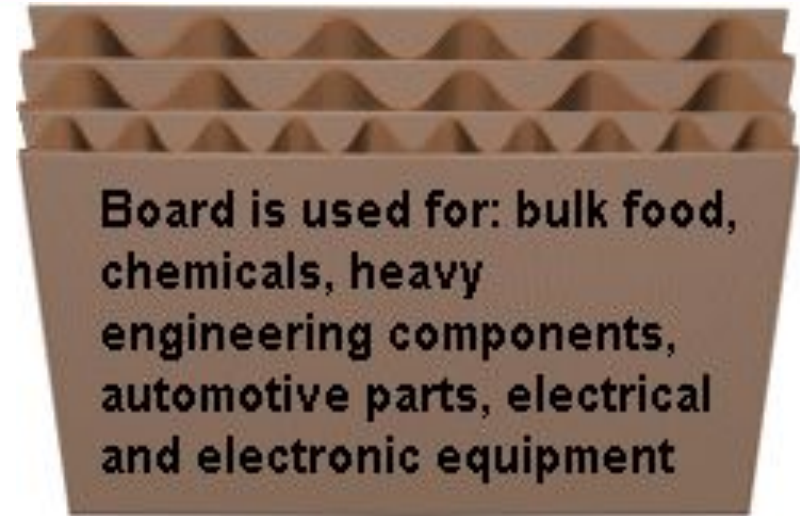 Board is used for: bulk food,
chemicals, heavy
engineering components,
automotive parts, electrical
and electronic equipment